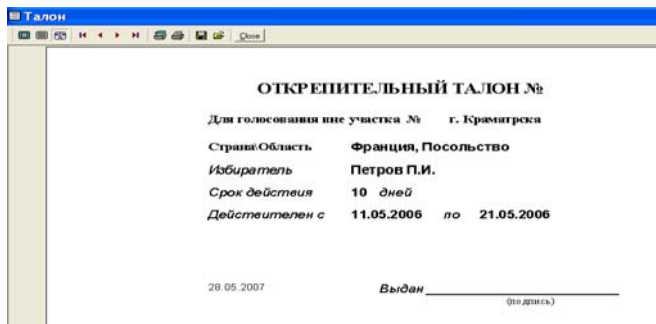 Талон
Close
ОТКРЕПИТЕЛЬНЫЙ ТАЛОН №
Для голосования вне участка № г. Краматрска
Страна\Область Франция, Посольство
Избиратель Петров П.И.
Срок действия 10 дней
Действителен с 11.05.2006 по 21.05.2006
28.05.2007 Выдан
(подпись)